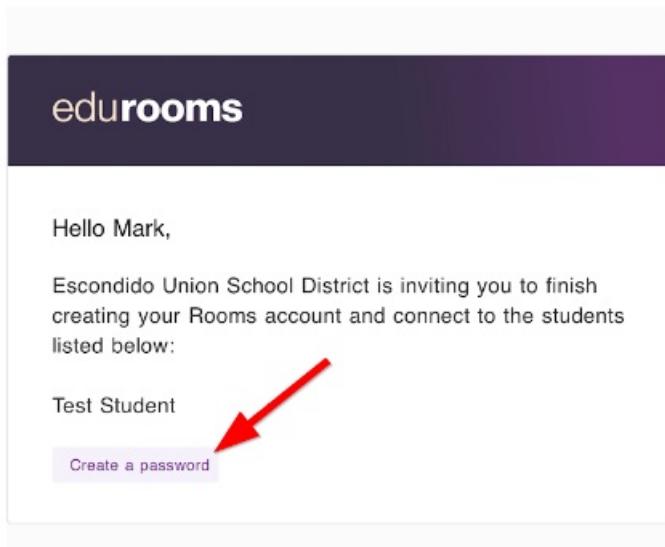 edurooms
Hello Mark,
Escondido Union School District is inviting you to finish
creating your Rooms account and connect to the students
listed below:
Test Student
Create a password